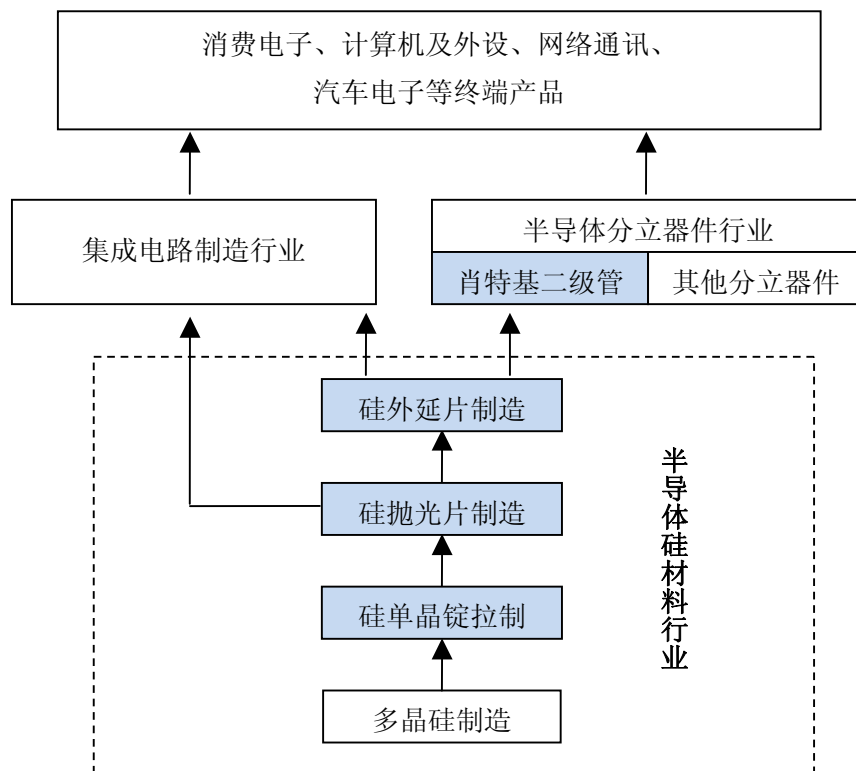 消费电子、计算机及外设、网络通讯、
汽车电子等终端产品
集成电路制造行业
半导体分立器件行业
肖特基二级管
其他分立器件
硅外延片制造
硅抛光片制造
硅单晶锭拉制
多晶硅制造
半导体硅材料行业